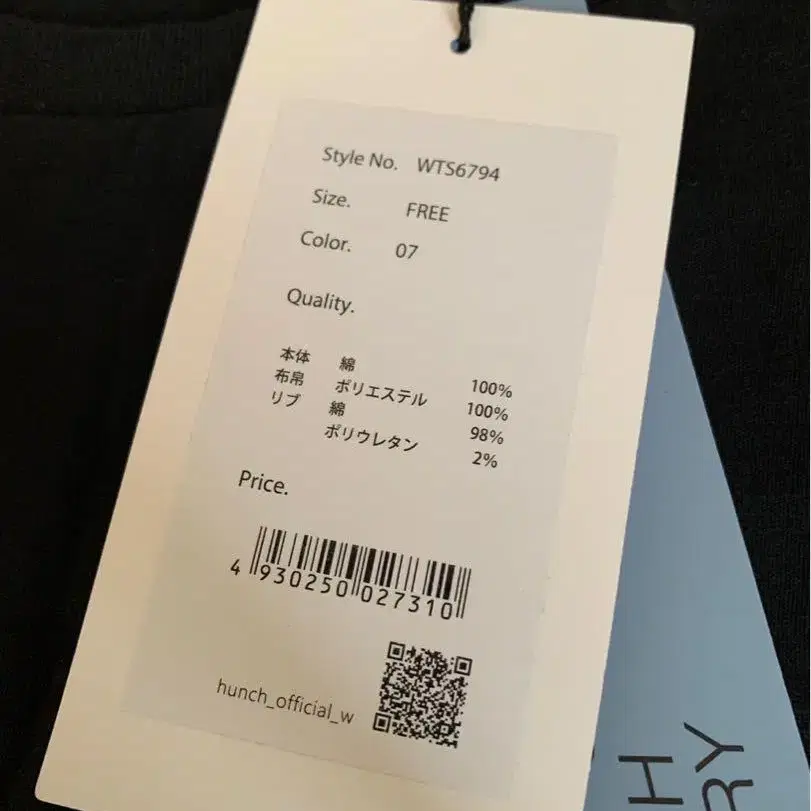 Style No. WTS6794
Size. FREE
Color. 07
Quality.
本体 綿 100%
布帛 ポリエステル 100%
リブ 綿 98%
ポリウレタン 2%
Price.
4 930250 027310
hunch_official_w
H
RY